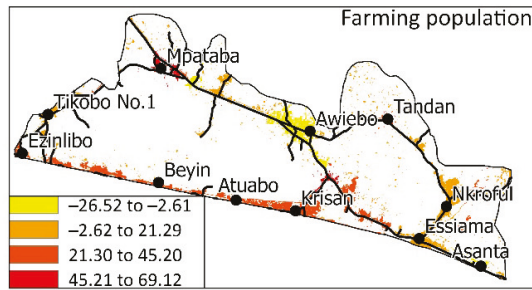 Farming population
Mpataba
Tikobo No.1
Awiebo
Tandan
Ezinlibo
Beyin
Atuabo
Krisan
Nkroful
Essiama
Asanta
−26.52 to −2.61
−2.62 to 21.29
21.30 to 45.20
45.21 to 69.12